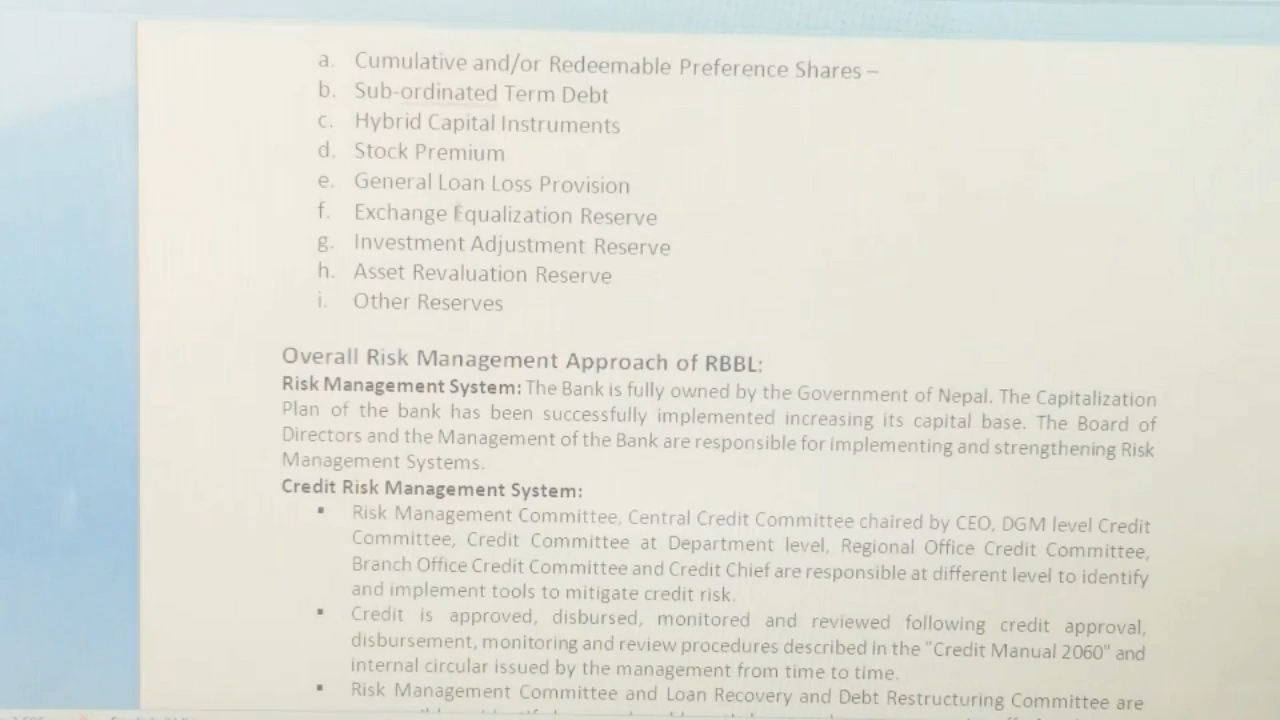 a. Cumulative and/or Redeemable Preference Shares –
b. Sub-ordinated Term Debt
c. Hybrid Capital Instruments
d. Stock Premium
e. General Loan Loss Provision
f. Exchange Equalization Reserve
g. Investment Adjustment Reserve
h. Asset Revaluation Reserve
i. Other Reserves
Overall Risk Management Approach of RBBL:
Risk Management System: The Bank is fully owned by the Government of Nepal. The Capitalization
Plan of the bank has been successfully implemented increasing its capital base. The Board of
Directors and the Management of the Bank are responsible for implementing and strengthening Risk
Management Systems.
Credit Risk Management System:
▪ Risk Management Committee, Central Credit Committee chaired by CEO, DGM level Credit
Committee, Credit Committee at Department level, Regional Office Credit Committee,
Branch Office Credit Committee and Credit Chief are responsible at different level to identify
and implement tools to mitigate credit risk.
▪ Credit is approved, disbursed, monitored and reviewed following credit approval,
disbursement, monitoring and review procedures described in the "Credit Manual 2060" and
internal circular issued by the management from time to time.
▪ Risk Management Committee and Loan Recovery and Debt Restructuring Committee are